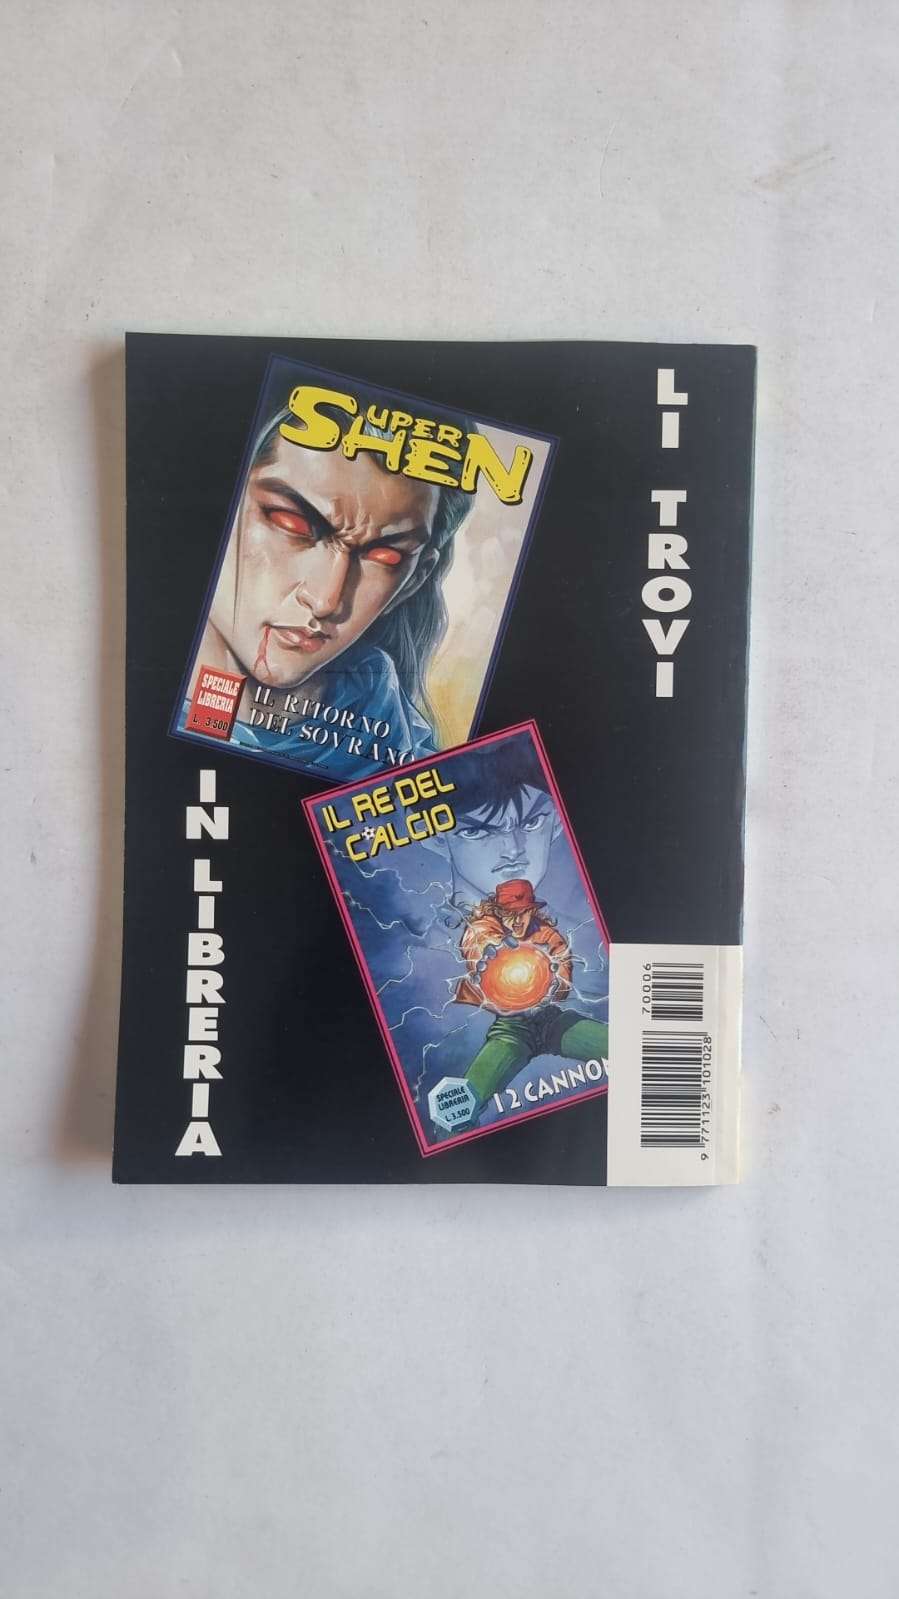 LI TROVI
SUPER
SHEN
SPECIALE
LIBRERIA
L. 3.500
IL RITORNO
DEL SOVRANO
IN LIBRERIA
IL RE DEL
CALCIO
SPECIALE
LIBRERIA
L. 3.500
I 2 CANNON
70006
9 771123 101028